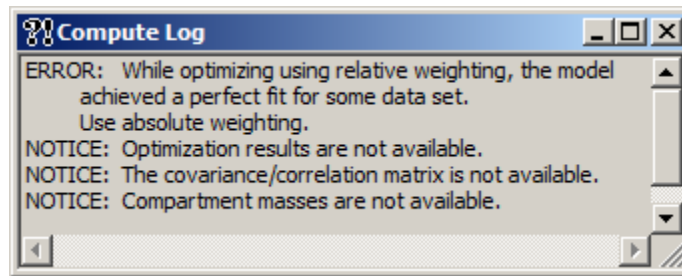 Compute Log
ERROR: While optimizing using relative weighting, the model
achieved a perfect fit for some data set.
Use absolute weighting.
NOTICE: Optimization results are not available.
NOTICE: The covariance/correlation matrix is not available.
NOTICE: Compartment masses are not available.